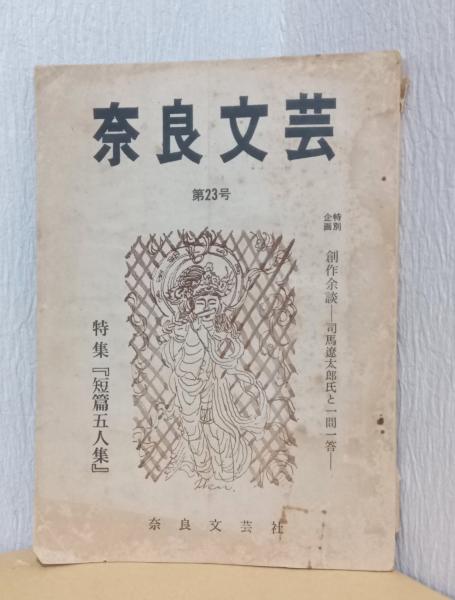 奈良文芸
第23号
特別
企画
創作余談―司馬遼太郎氏と一問一答―
特集『短篇五人集』
奈良文芸社